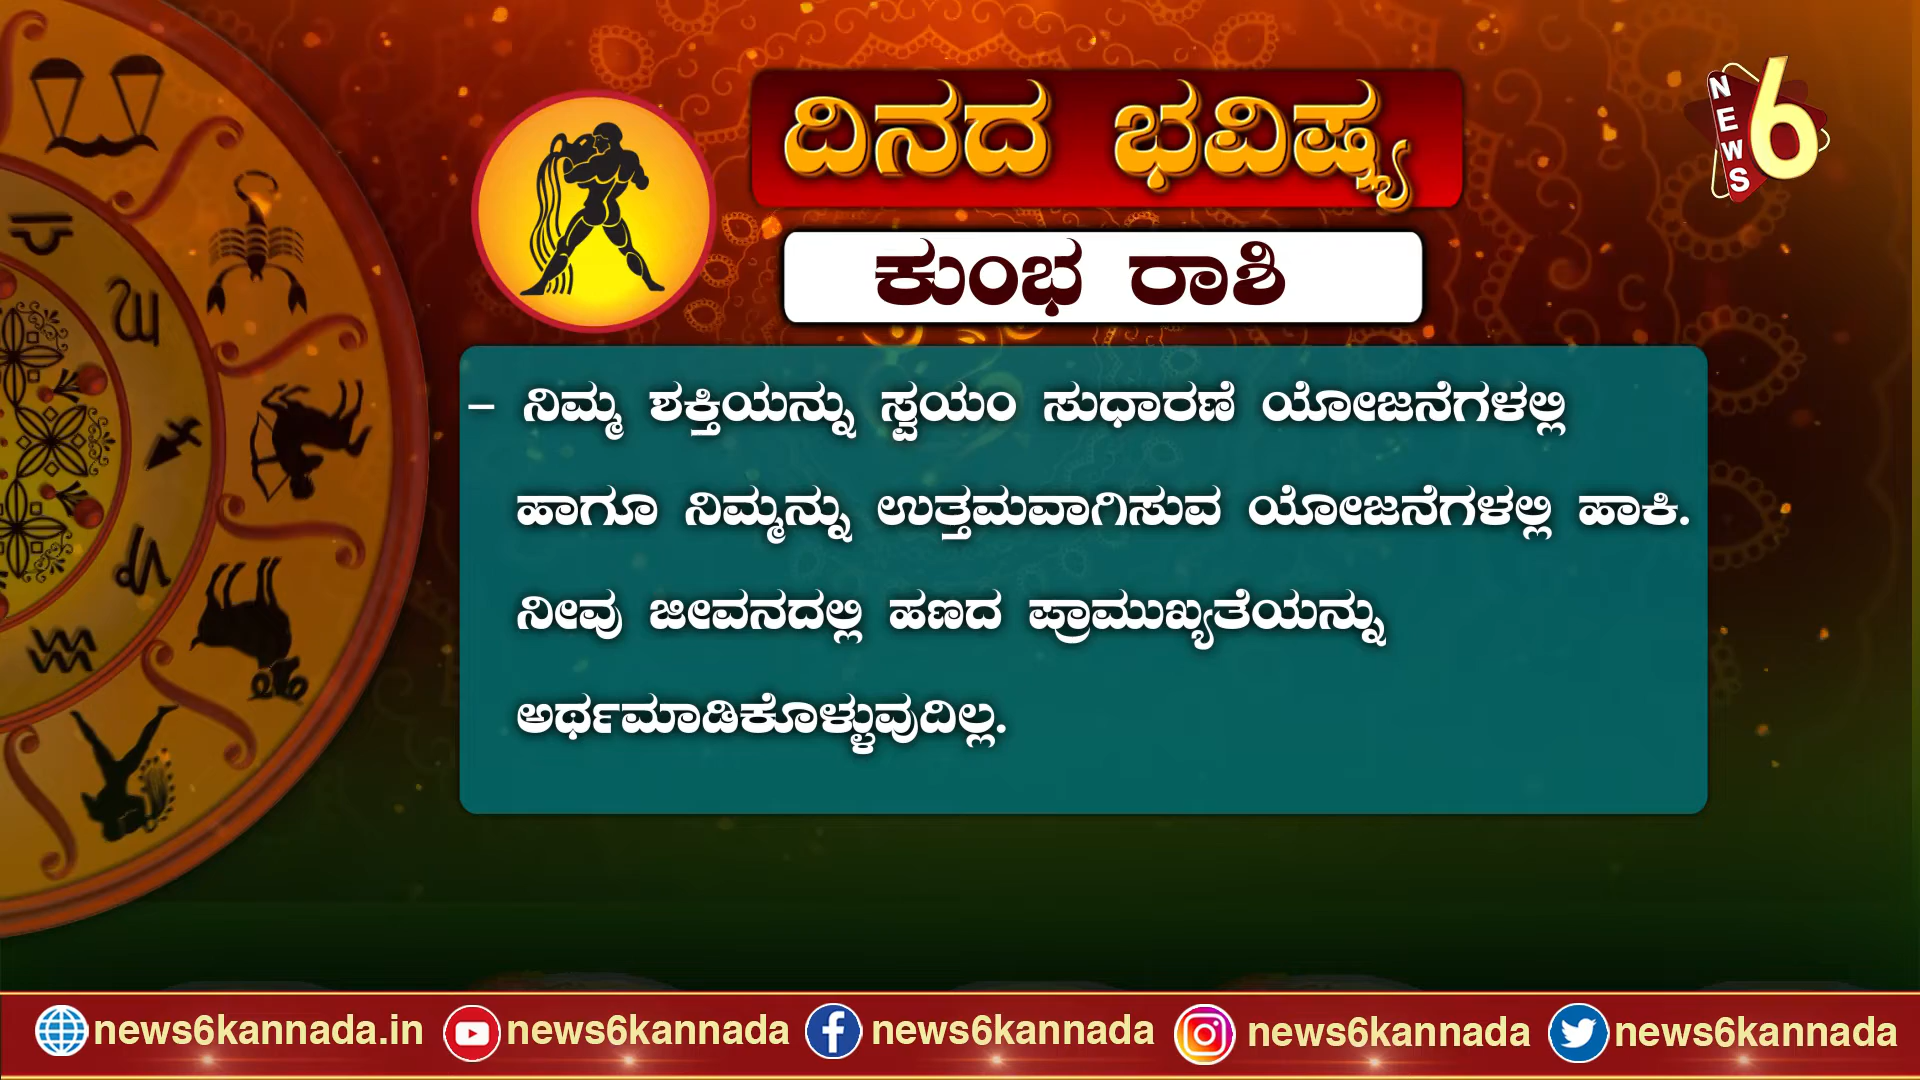 ದಿನದ ಭವಿಷ್ಯ
NEWS 6
ಕುಂಭ ರಾಶಿ
– ನಿಮ್ಮ ಶಕ್ತಿಯನ್ನು ಸ್ವಯಂ ಸುಧಾರಣೆ ಯೋಜನೆಗಳಲ್ಲಿ
ಹಾಗೂ ನಿಮ್ಮನ್ನು ಉತ್ತಮವಾಗಿಸುವ ಯೋಜನೆಗಳಲ್ಲಿ ಹಾಕಿ.
ನೀವು ಜೀವನದಲ್ಲಿ ಹಣದ ಪ್ರಾಮುಖ್ಯತೆಯನ್ನು
ಅರ್ಥಮಾಡಿಕೊಳ್ಳುವುದಿಲ್ಲ.
news6kannada.in news6kannada news6kannada news6kannada news6kannada